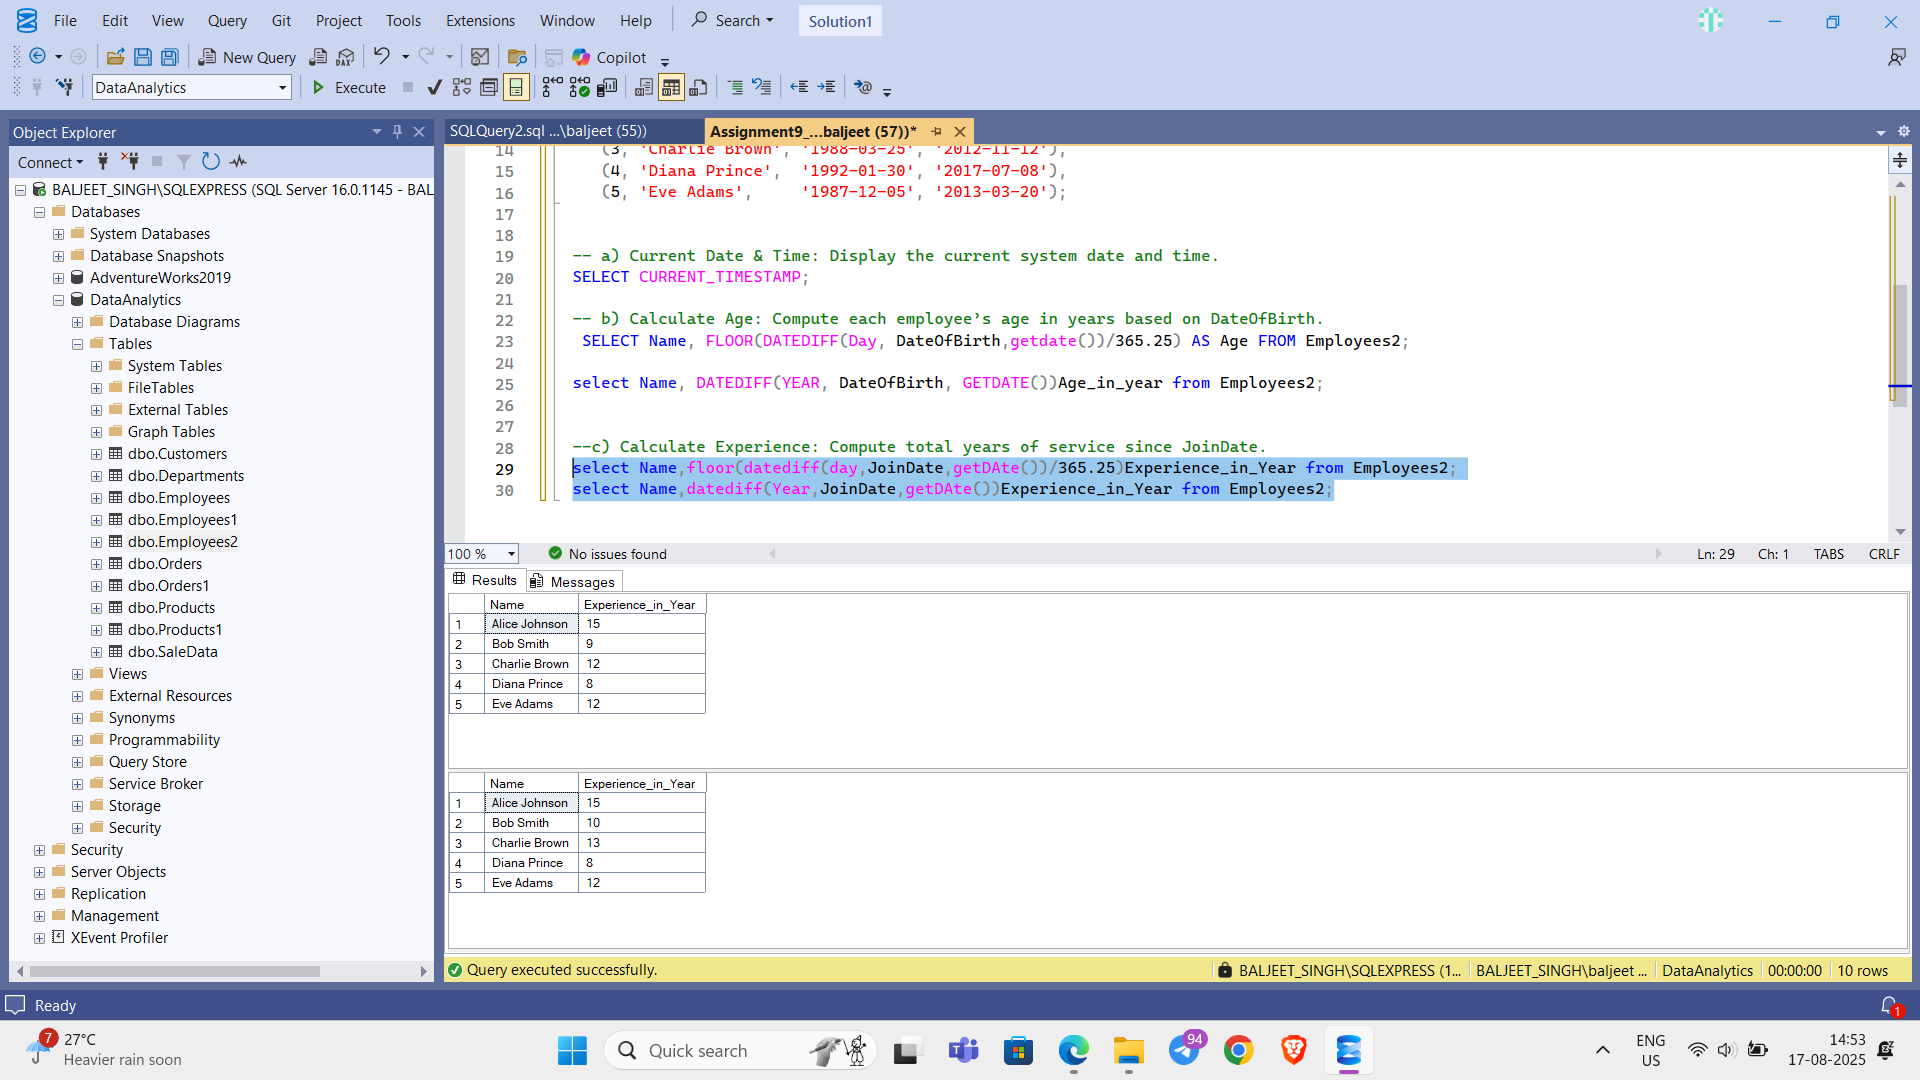 File Edit View Query Git Project Tools Extensions Window Help Search Solution1
New Query DAX Copilot
DataAnalytics Execute
Object Explorer
Connect
BALJEET_SINGH\SQLEXPRESS (SQL Server 16.0.1145 - BAL
Databases
System Databases
Database Snapshots
AdventureWorks2019
DataAnalytics
Database Diagrams
Tables
System Tables
FileTables
External Tables
Graph Tables
dbo.Customers
dbo.Departments
dbo.Employees
dbo.Employees1
dbo.Employees2
dbo.Orders
dbo.Orders1
dbo.Products
dbo.Products1
dbo.SaleData
Views
External Resources
Synonyms
Programmability
Query Store
Service Broker
Storage
Security
Security
Server Objects
Replication
Management
XEvent Profiler
SQLQuery2.sql ...\baljeet (55)) Assignment9_...baljeet (57))*
14 (3, 'Charlie Brown', '1988-03-25', '2012-11-12'),
15 (4, 'Diana Prince', '1992-01-30', '2017-07-08'),
16 (5, 'Eve Adams', '1987-12-05', '2013-03-20');
17
18
19 -- a) Current Date & Time: Display the current system date and time.
20 SELECT CURRENT_TIMESTAMP;
21
22 -- b) Calculate Age: Compute each employee’s age in years based on DateOfBirth.
23 SELECT Name, FLOOR(DATEDIFF(Day, DateOfBirth,getdate())/365.25) AS Age FROM Employees2;
24
25 select Name, DATEDIFF(YEAR, DateOfBirth, GETDATE())Age_in_year from Employees2;
26
27
28 --c) Calculate Experience: Compute total years of service since JoinDate.
29 select Name,floor(datediff(day,JoinDate,getDAte())/365.25)Experience_in_Year from Employees2;
30 select Name,datediff(Year,JoinDate,getDAte())Experience_in_Year from Employees2;
100 % No issues found Ln: 29 Ch: 1 TABS CRLF
Results Messages
Name Experience_in_Year
1 Alice Johnson 15
2 Bob Smith 9
3 Charlie Brown 12
4 Diana Prince 8
5 Eve Adams 12
Name Experience_in_Year
1 Alice Johnson 15
2 Bob Smith 10
3 Charlie Brown 13
4 Diana Prince 8
5 Eve Adams 12
Query executed successfully. BALJEET_SINGH\SQLEXPRESS (1... BALJEET_SINGH\baljeet ... DataAnalytics 00:00:00 10 rows
Ready 1
7 27°C
Heavier rain soon
Quick search
94
ENG
US
14:53
17-08-2025